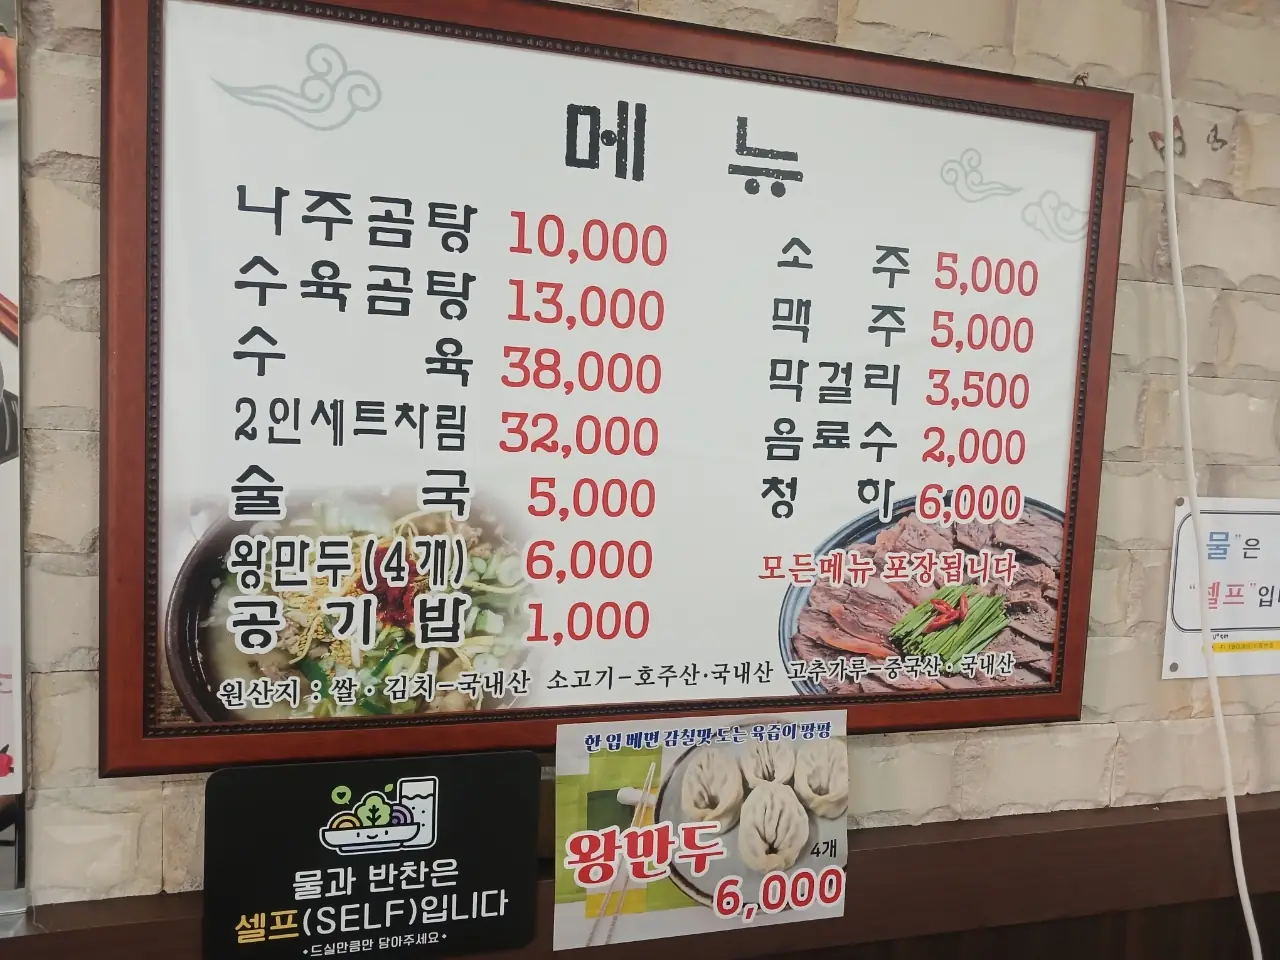 메뉴
나주곰탕 10,000
수육곰탕 13,000
수육 38,000
2인세트차림 32,000
술국 5,000
왕만두(4개) 6,000
공기밥 1,000
소주 5,000
맥주 5,000
막걸리 3,500
음료수 2,000
청하 6,000
모든메뉴 포장됩니다
원산지 : 쌀·김치-국내산 소고기-호주산·국내산 고추가루-중국산·국내산
물과 반찬은
셀프(SELF)입니다
·드실만큼만 담아주세요·
한 입 베면 감칠맛 도는 육즙이 팡팡
왕만두
4개
6,000
물"은
"셀프"입니